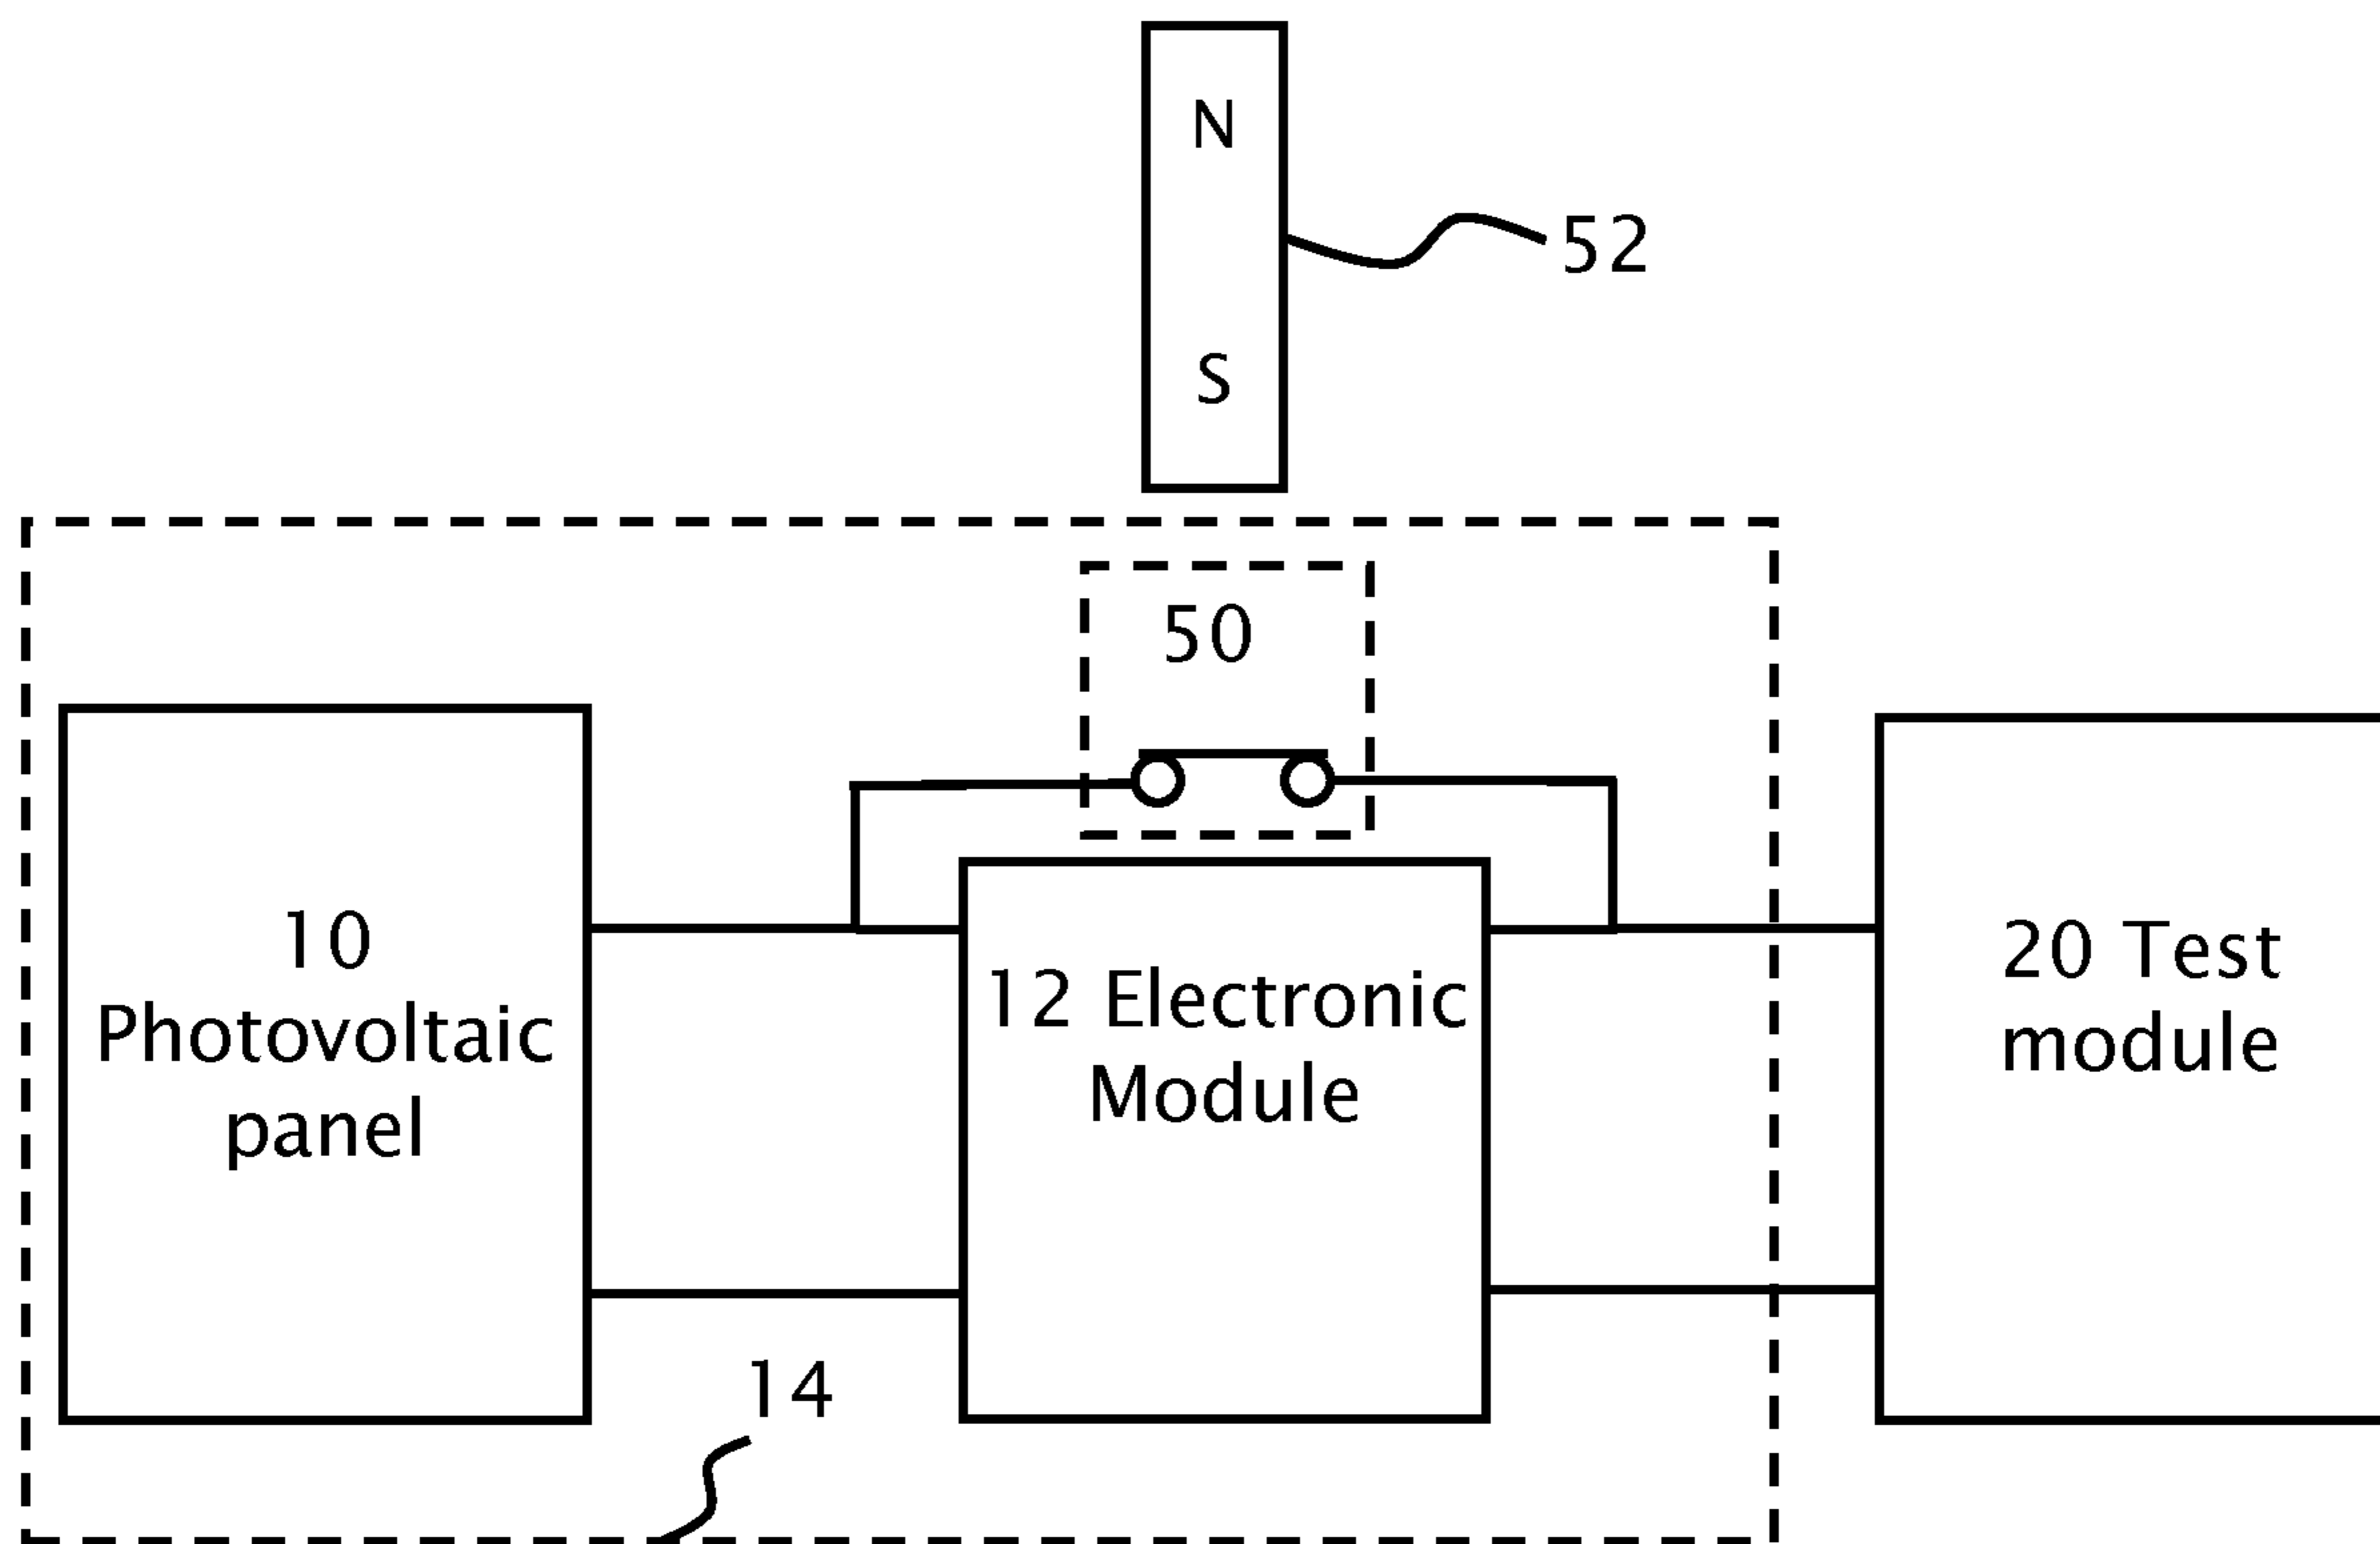 N
52
S
50
10
Photovoltaic
panel
12 Electronic
Module
20 Test
module
14